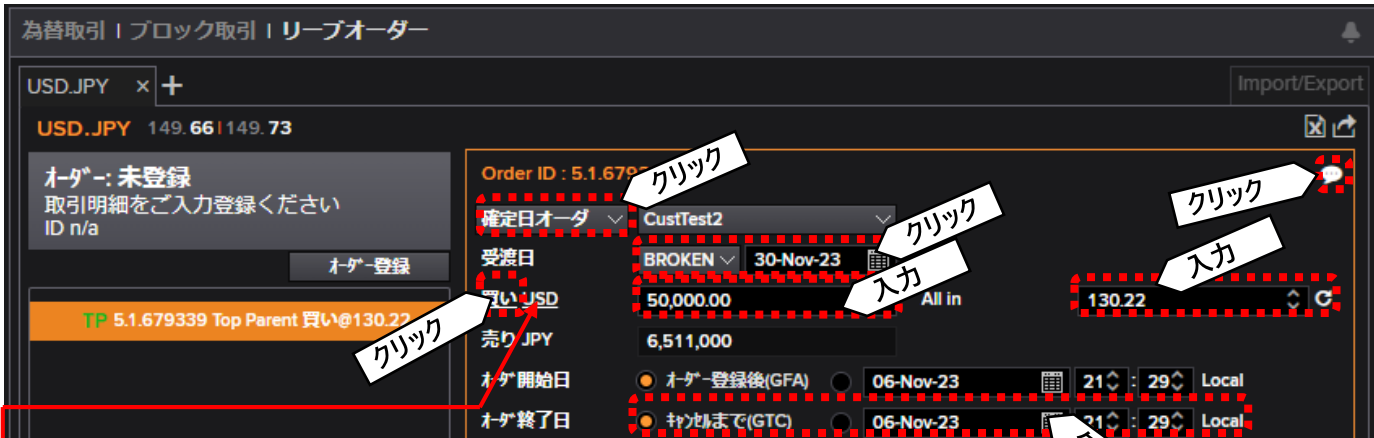 為替取引 | ブロック取引 | リーブオーダー
USD.JPY × +
Import/Export
USD.JPY 149.66 | 149.73
ｵｰﾀﾞｰ: 未登録
取引明細をご入力登録ください
ID n/a
ｵｰﾀﾞｰ登録
TP 5.1.679339 Top Parent 買い@130.22
Order ID : 5.1.679
クリック
クリック
確定日オーダ CustTest2
クリック
受渡日 BROKEN 30-Nov-23
入力
入力
買い USD 50,000.00 All in 130.22
クリック
売り JPY 6,511,000
ｵｰﾀﾞ開始日 ｵｰﾀﾞｰ登録後(GFA) 06-Nov-23 21 : 29 Local
ｵｰﾀﾞ終了日 ｷｬﾝｾﾙまで(GTC) 06-Nov-23 21 : 29 Local